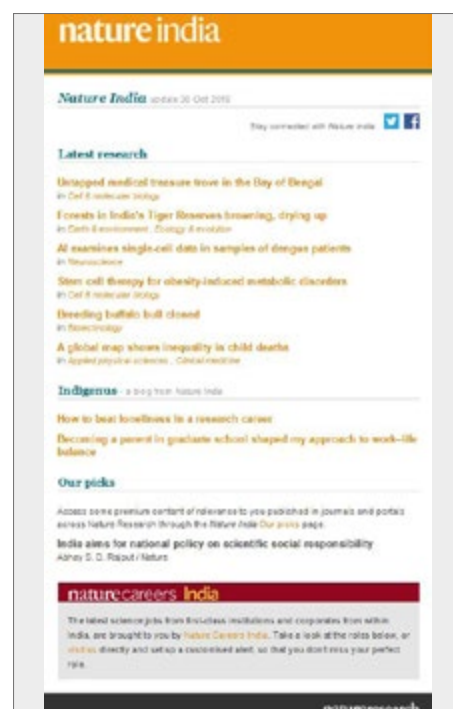 nature india
Nature India update 30 Oct 2019
Stay connected with Nature India
Latest research
Untapped medical treasure trove in the Bay of Bengal
in Cell & molecular biology
Forests in India's Tiger Reserves browning, drying up
in Earth & environment , Ecology & evolution
AI examines single-cell data in samples of dengue patients
in Neuroscience
Stem cell therapy for obesity-induced metabolic disorders
in Cell & molecular biology
Breeding buffalo bull cloned
in Biotechnology
A global map shows inequality in child deaths
in Applied physical sciences , Clinical medicine
Indigenus - a blog from Nature India
How to beat loneliness in a research career
Becoming a parent in graduate school shaped my approach to work–life
balance
Our picks
Access some premium content of relevance to you published in journals and portals
across Nature Research through the Nature India Our picks page.
India aims for national policy on scientific social responsibility
Abhay S. D. Rajput / Nature
naturecareers India
The latest science jobs from first-class institutions and corporates from within
India, are brought to you by Nature Careers India. Take a look at the roles below, or
visit us directly and set up a customised alert, so that you don't miss your perfect
role.
natureresearch